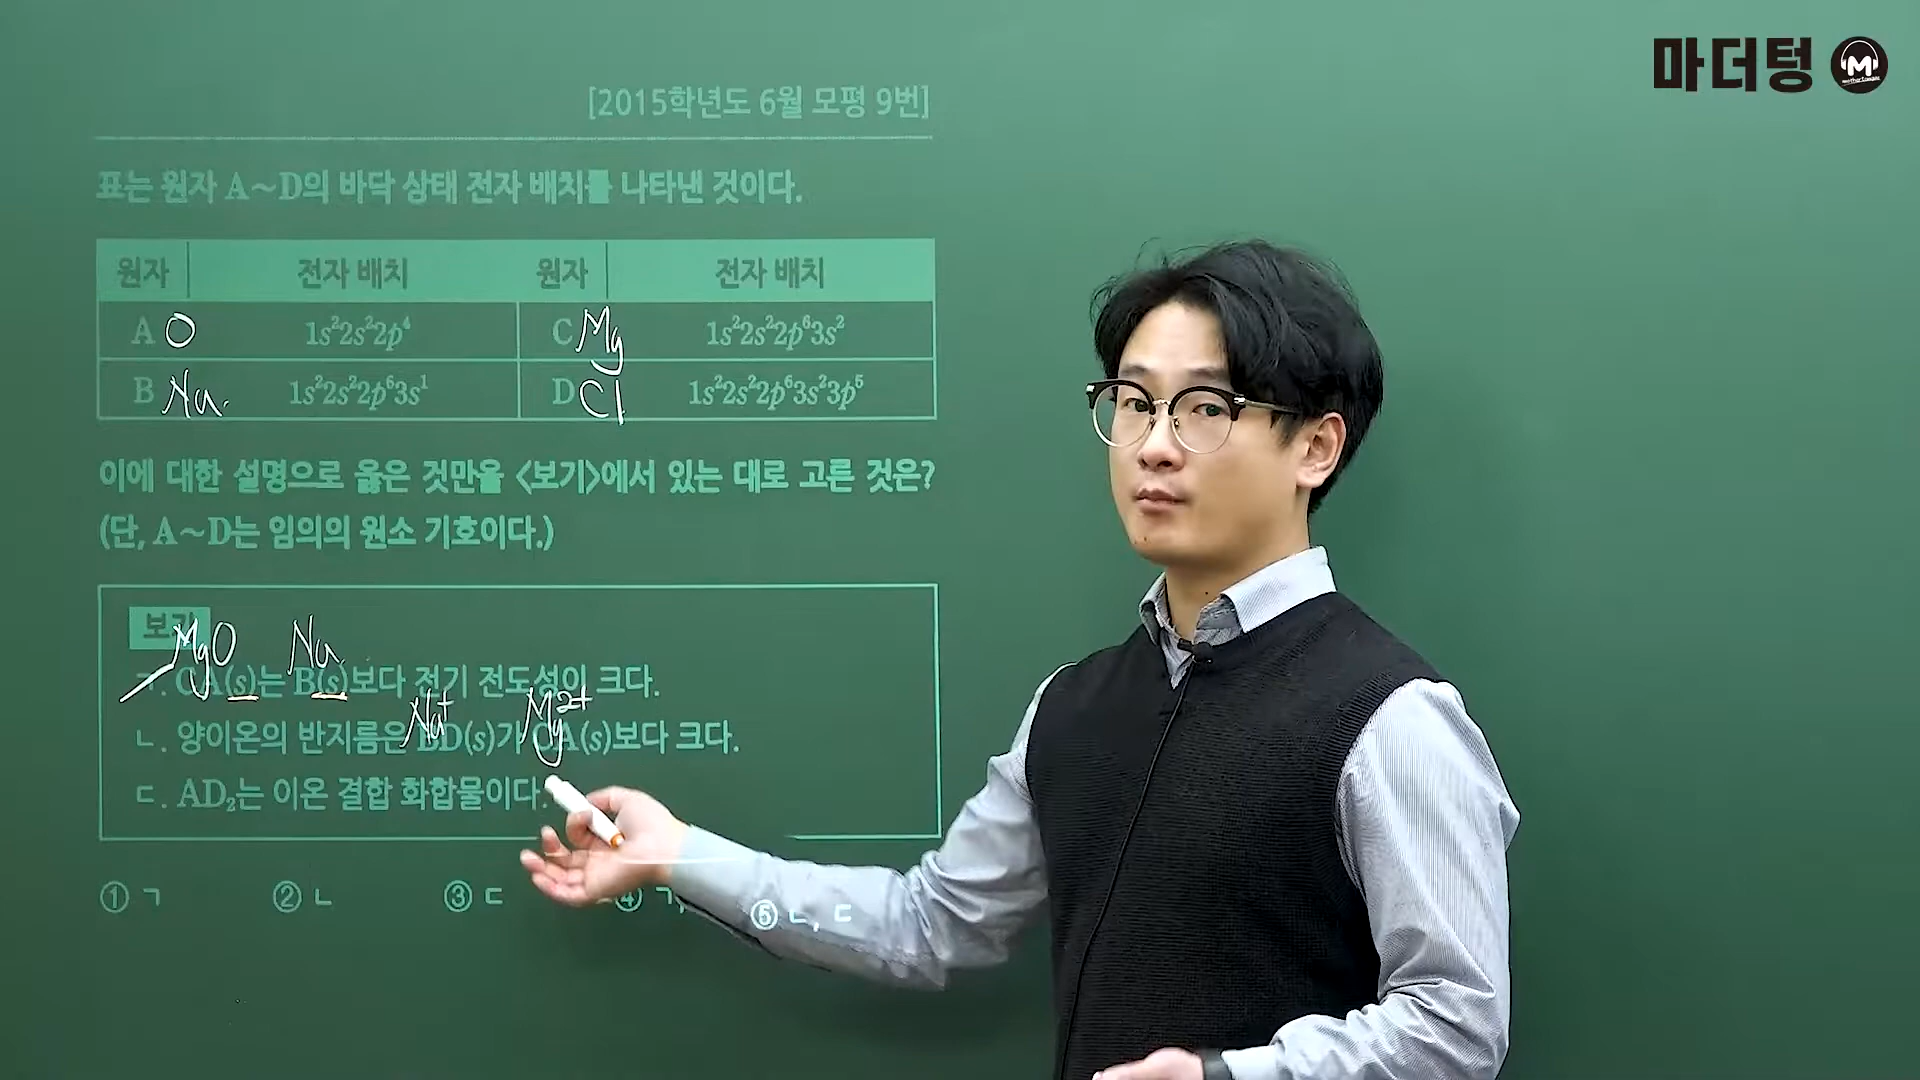 마더텅 M
[2015학년도 6월 모평 9번]
표는 원자 A~D의 바닥 상태 전자 배치를 나타낸 것이다.
원자 전자 배치 원자 전자 배치
A O 1s²2s²2p⁴ C Mg 1s²2s²2p⁶3s²
B Na 1s²2s²2p⁶3s¹ D Cl 1s²2s²2p⁶3s²3p⁵
이에 대한 설명으로 옳은 것만을 <보기>에서 있는 대로 고른 것은?
(단, A~D는 임의의 원소 기호이다.)
보기
MgO Na
ㄱ. CA(s)는 B(s)보다 전기 전도성이 크다.
Na⁺ Mg²⁺
ㄴ. 양이온의 반지름은 BD(s)가 CA(s)보다 크다.
ㄷ. AD₂는 이온 결합 화합물이다.
① ㄱ ② ㄴ ③ ㄷ ④ ㄱ, ⑤ ㄴ, ㄷ